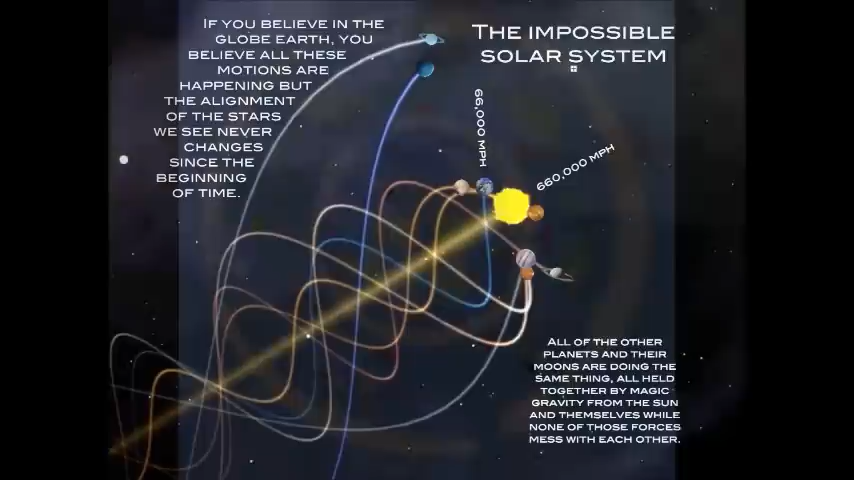 IF YOU BELIEVE IN THE
GLOBE EARTH, YOU
BELIEVE ALL THESE
MOTIONS ARE
HAPPENING BUT
THE ALIGNMENT
OF THE STARS
WE SEE NEVER
CHANGES
SINCE THE
BEGINNING
OF TIME.
THE IMPOSSIBLE
SOLAR SYSTEM
66,000 MPH
660,000 MPH
ALL OF THE OTHER
PLANETS AND THEIR
MOONS ARE DOING THE
SAME THING, ALL HELD
TOGETHER BY MAGIC
GRAVITY FROM THE SUN
AND THEMSELVES WHILE
NONE OF THOSE FORCES
MESS WITH EACH OTHER.